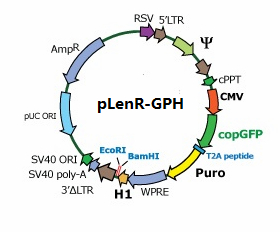 RSV
5'LTR
Ψ
cPPT
CMV
copGFP
T2A peptide
Puro
WPRE
H1
BamHI
EcoRI
3'ΔLTR
SV40 poly-A
SV40 ORI
pUC ORI
AmpR
pLenR-GPH